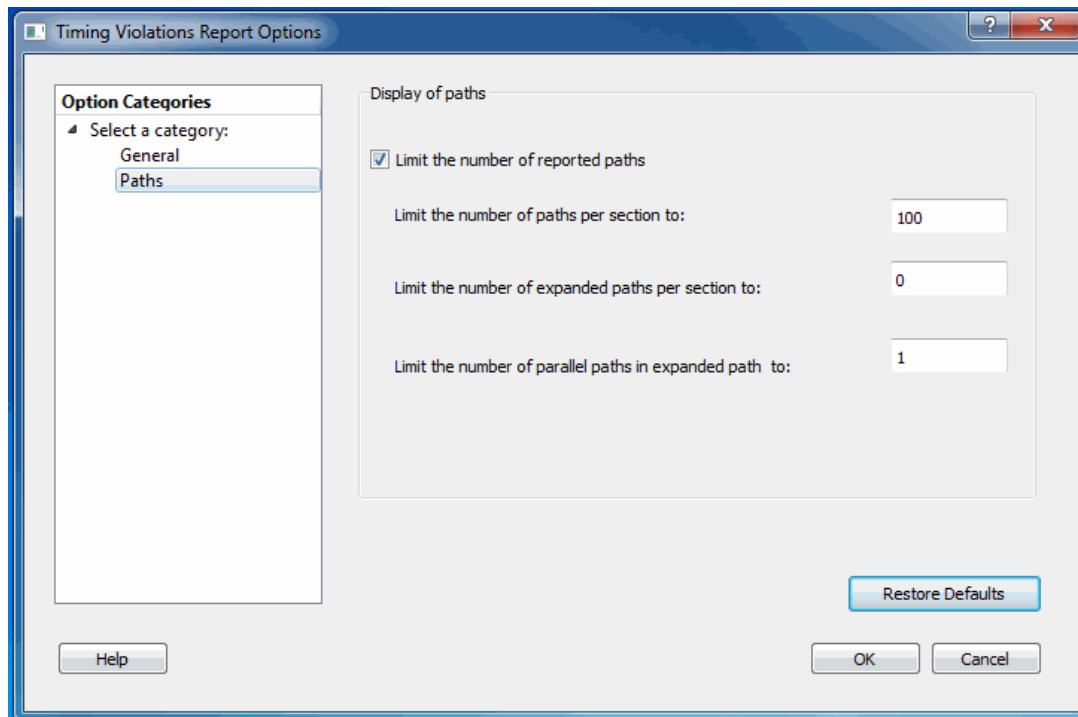 Timing Violations Report Options
?
X
Option Categories
Select a category:
General
Paths
Display of paths
Limit the number of reported paths
Limit the number of paths per section to:
100
Limit the number of expanded paths per section to:
0
Limit the number of parallel paths in expanded path  to:
1
Restore Defaults
Help
OK
Cancel